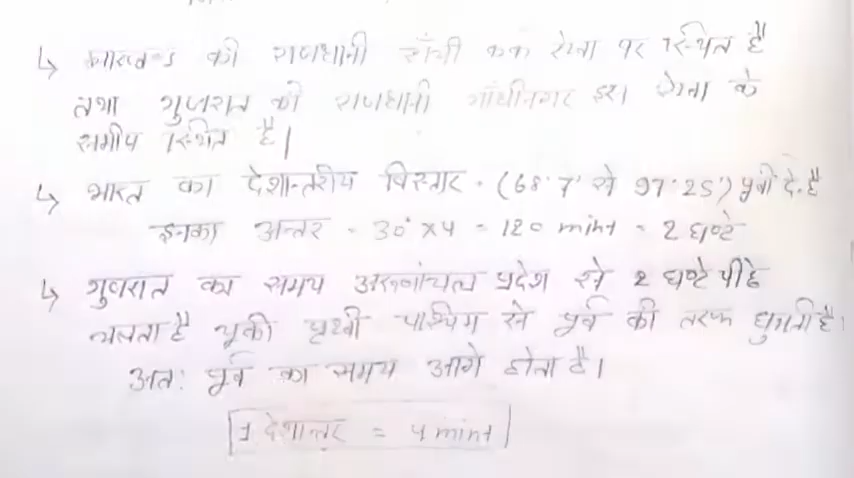 ↳ झारखण्ड की राजधानी राँची कर्क रेखा पर स्थित है
तथा गुजरात की राजधानी गाँधीनगर इस रेखा के
समीप स्थित है।
↳ भारत का देशान्तरीय विस्तार - (68°7' से 97°25') पूर्वी दे. है
इनका अन्तर - 30° x 4 = 120 mint = 2 घण्टे
↳ गुजरात का समय अरूणांचल प्रदेश से 2 घण्टे पीछे
चलता है चूकी पृथ्वी पश्चिम से पूर्व की तरफ घुमती है।
अतः पूर्व का समय आगे होता है।
1 देशान्तर = 4 mint